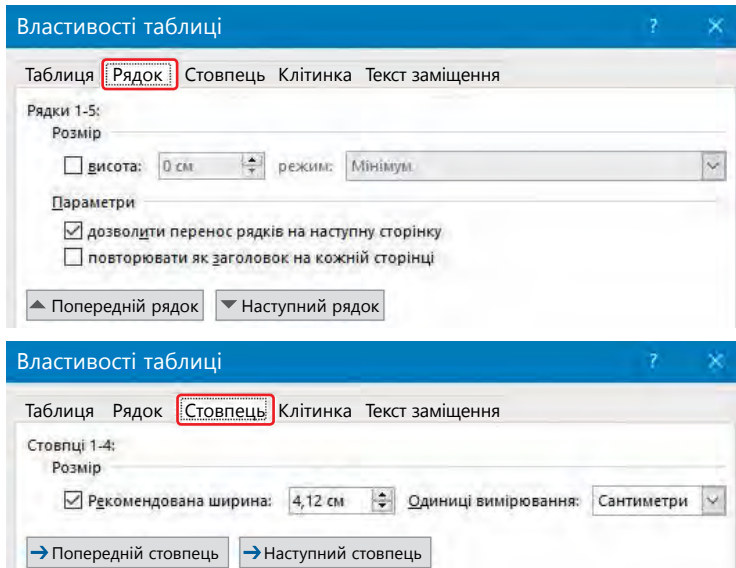 Властивості таблиці ? ×
Таблиця Рядок Стовпець Клітинка Текст заміщення
Рядки 1-5:
Розмір
висота: 0 см режим: Мінімум
Параметри
дозволити перенос рядків на наступну сторінку
повторювати як заголовок на кожній сторінці
Попередній рядок Наступний рядок
Властивості таблиці ? ×
Таблиця Рядок Стовпець Клітинка Текст заміщення
Стовпці 1-4:
Розмір
Рекомендована ширина: 4,12 см Одиниці вимірювання: Сантиметри
Попередній стовпець Наступний стовпець